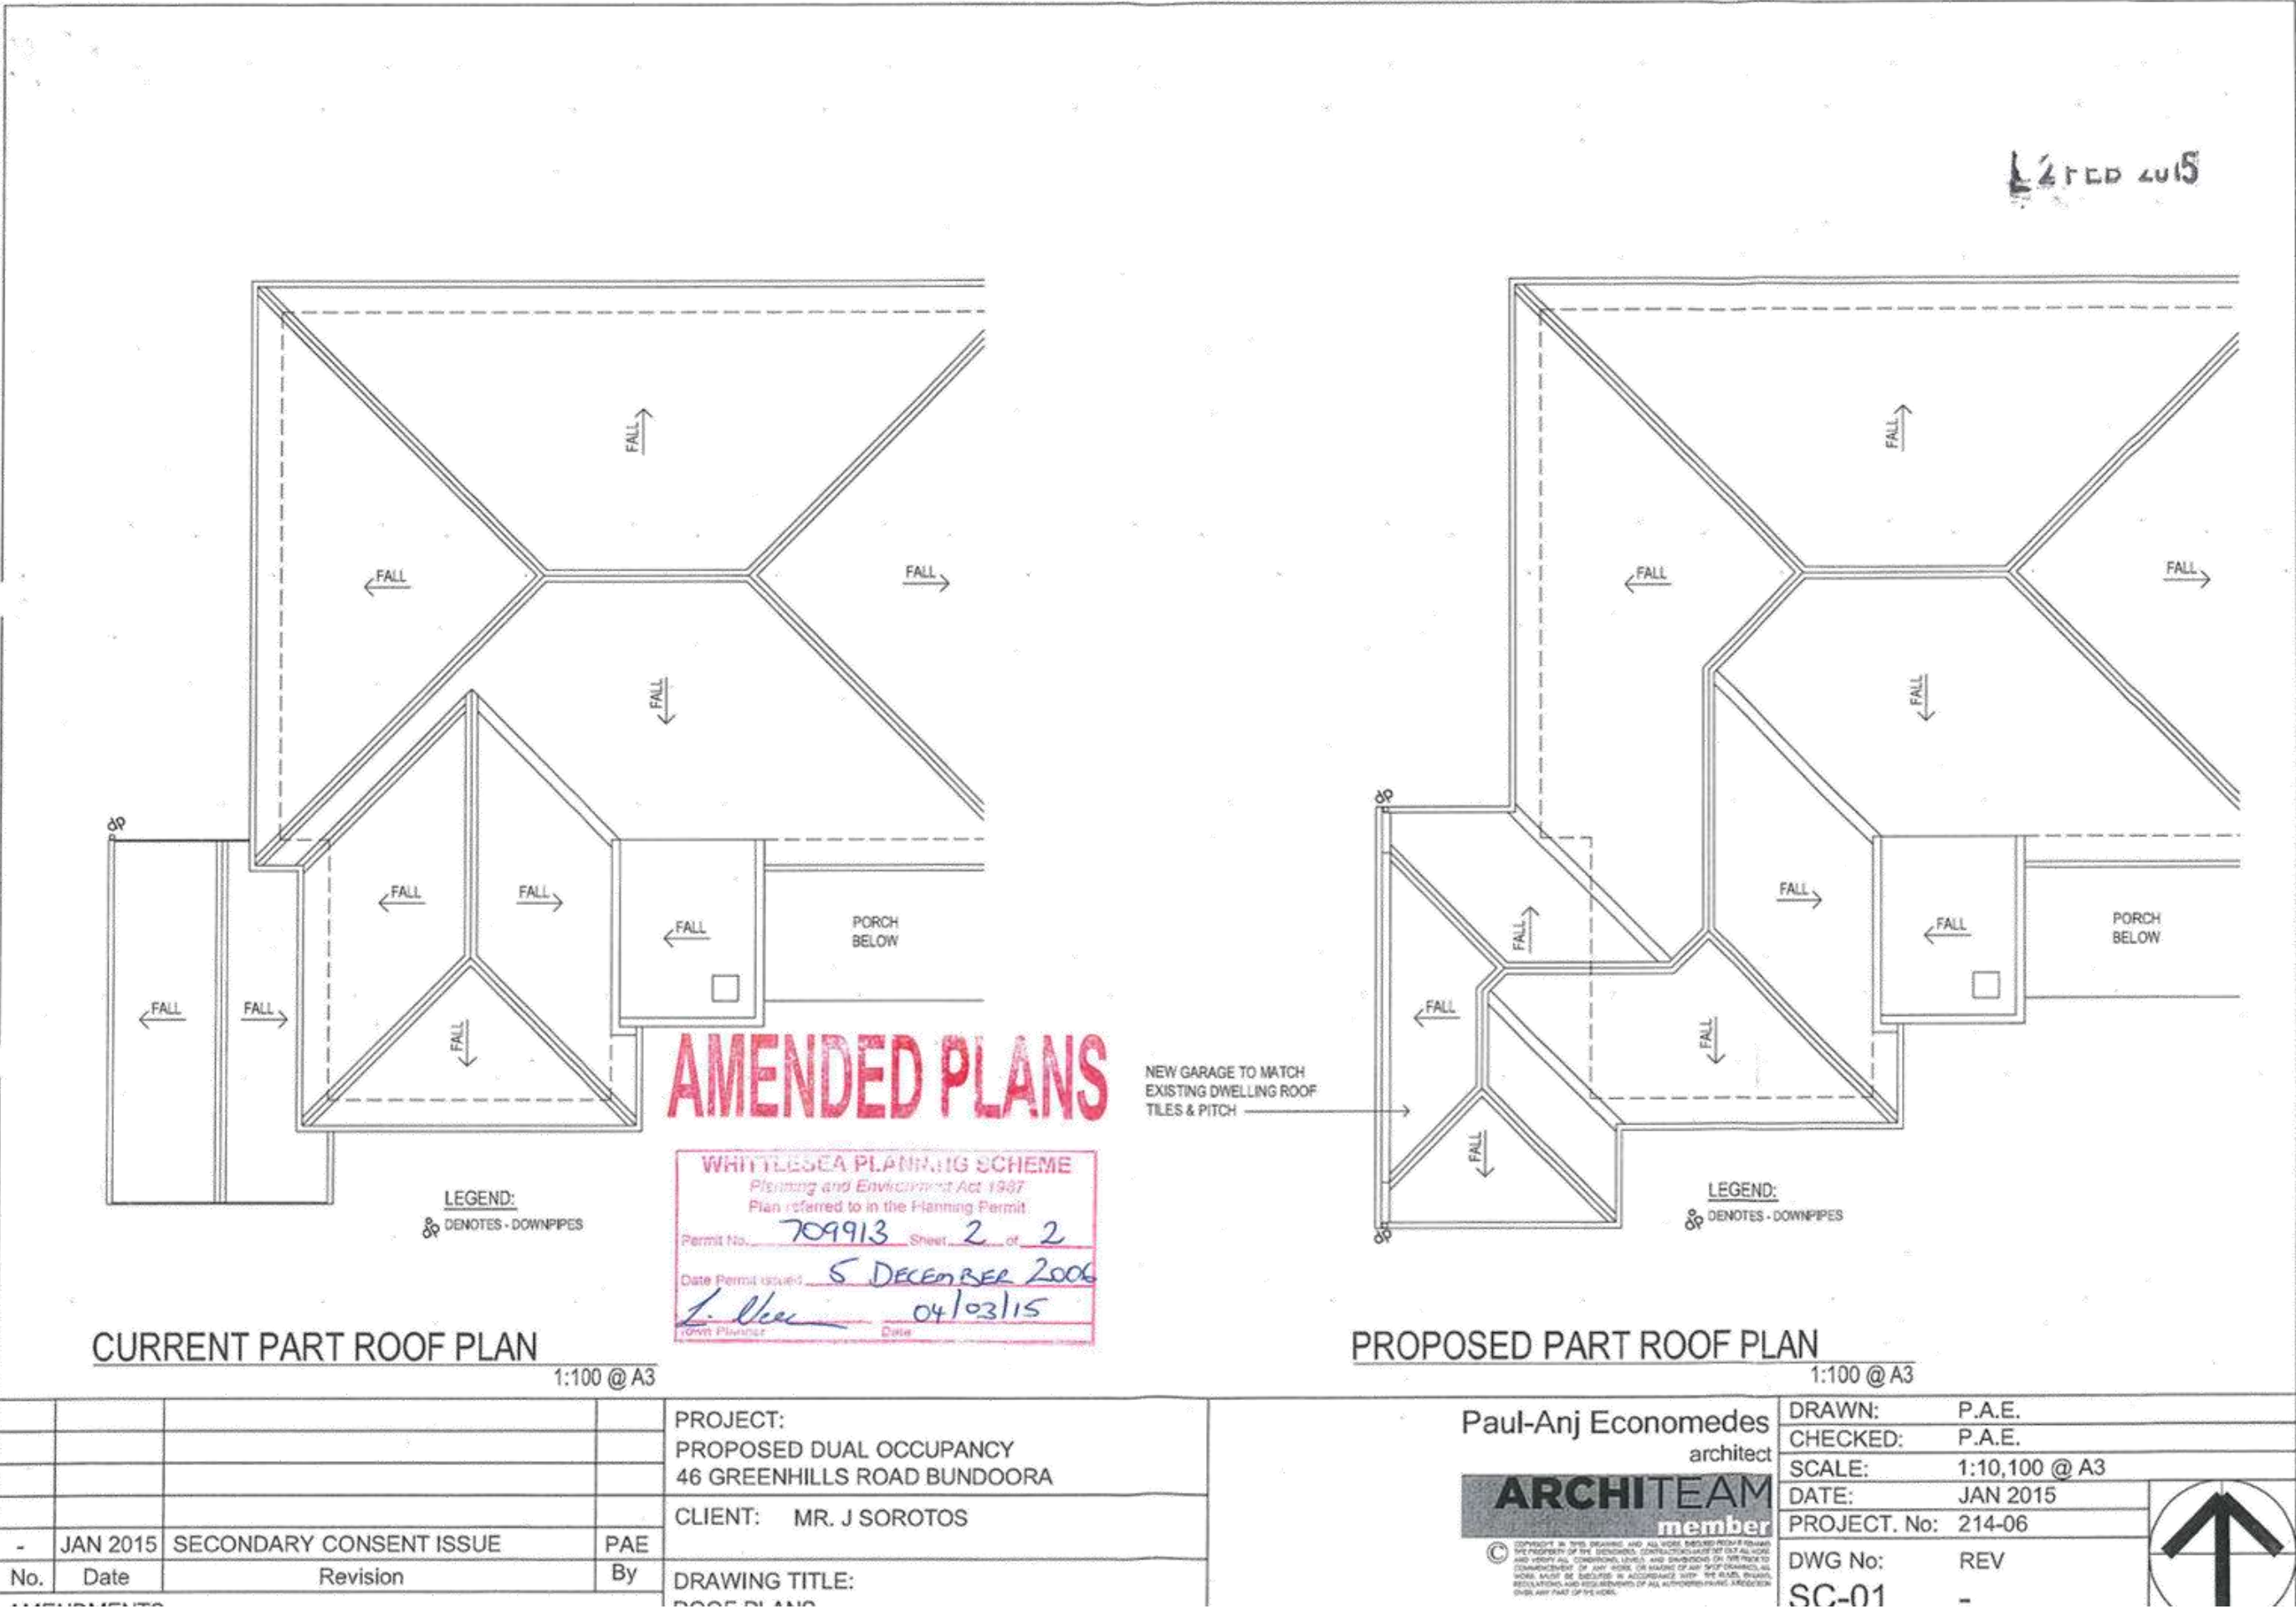 2 FEB 2015
FALL
FALL
FALL
FALL
dp
FALL
FALL
FALL
PORCH
BELOW
FALL
FALL
FALL
LEGEND:
dp DENOTES - DOWNPIPES
CURRENT PART ROOF PLAN
1:100 @ A3
AMENDED PLANS
WHITTLESEA PLANNING SCHEME
Planning and Environment Act 1987
Plan referred to in the Planning Permit
Permit No. 709913 Sheet 2 of 2
Date Permit issued 5 DECEMBER 2006
04/03/15
Town Planner Date
FALL
FALL
FALL
FALL
dp
FALL
FALL
PORCH
BELOW
FALL
FALL
FALL
NEW GARAGE TO MATCH
EXISTING DWELLING ROOF
TILES & PITCH
FALL
dp
LEGEND:
dp DENOTES - DOWNPIPES
PROPOSED PART ROOF PLAN
1:100 @ A3
- JAN 2015 SECONDARY CONSENT ISSUE PAE
No. Date Revision By
AMENDMENTS
PROJECT:
PROPOSED DUAL OCCUPANCY
46 GREENHILLS ROAD BUNDOORA
CLIENT: MR. J SOROTOS
DRAWING TITLE:
ROOF PLANS
Paul-Anj Economedes
architect
ARCHITEAM
member
©
DRAWN: P.A.E.
CHECKED: P.A.E.
SCALE: 1:10,100 @ A3
DATE: JAN 2015
PROJECT. No: 214-06
DWG No: REV
SC-01 -